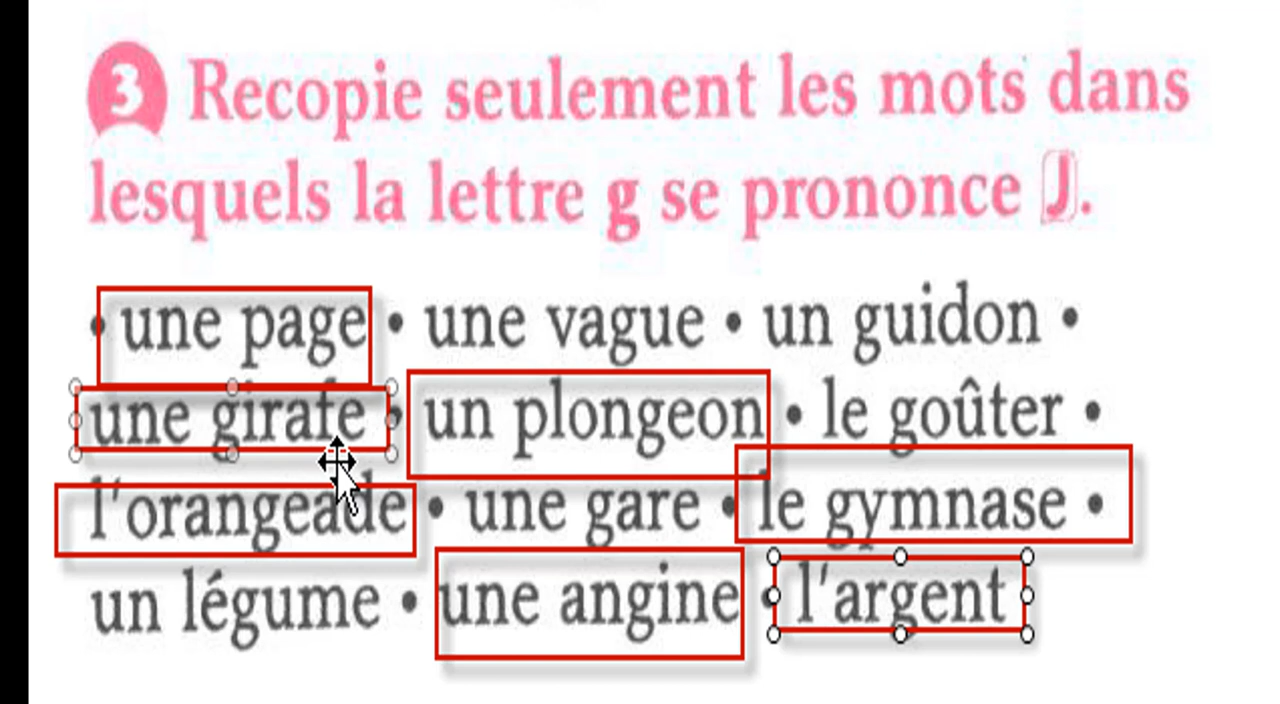 3 Recopie seulement les mots dans
lesquels la lettre g se prononce J.
• une page • une vague • un guidon •
une girafe • un plongeon • le goûter •
l'orangeade • une gare • le gymnase •
un légume • une angine • l'argent